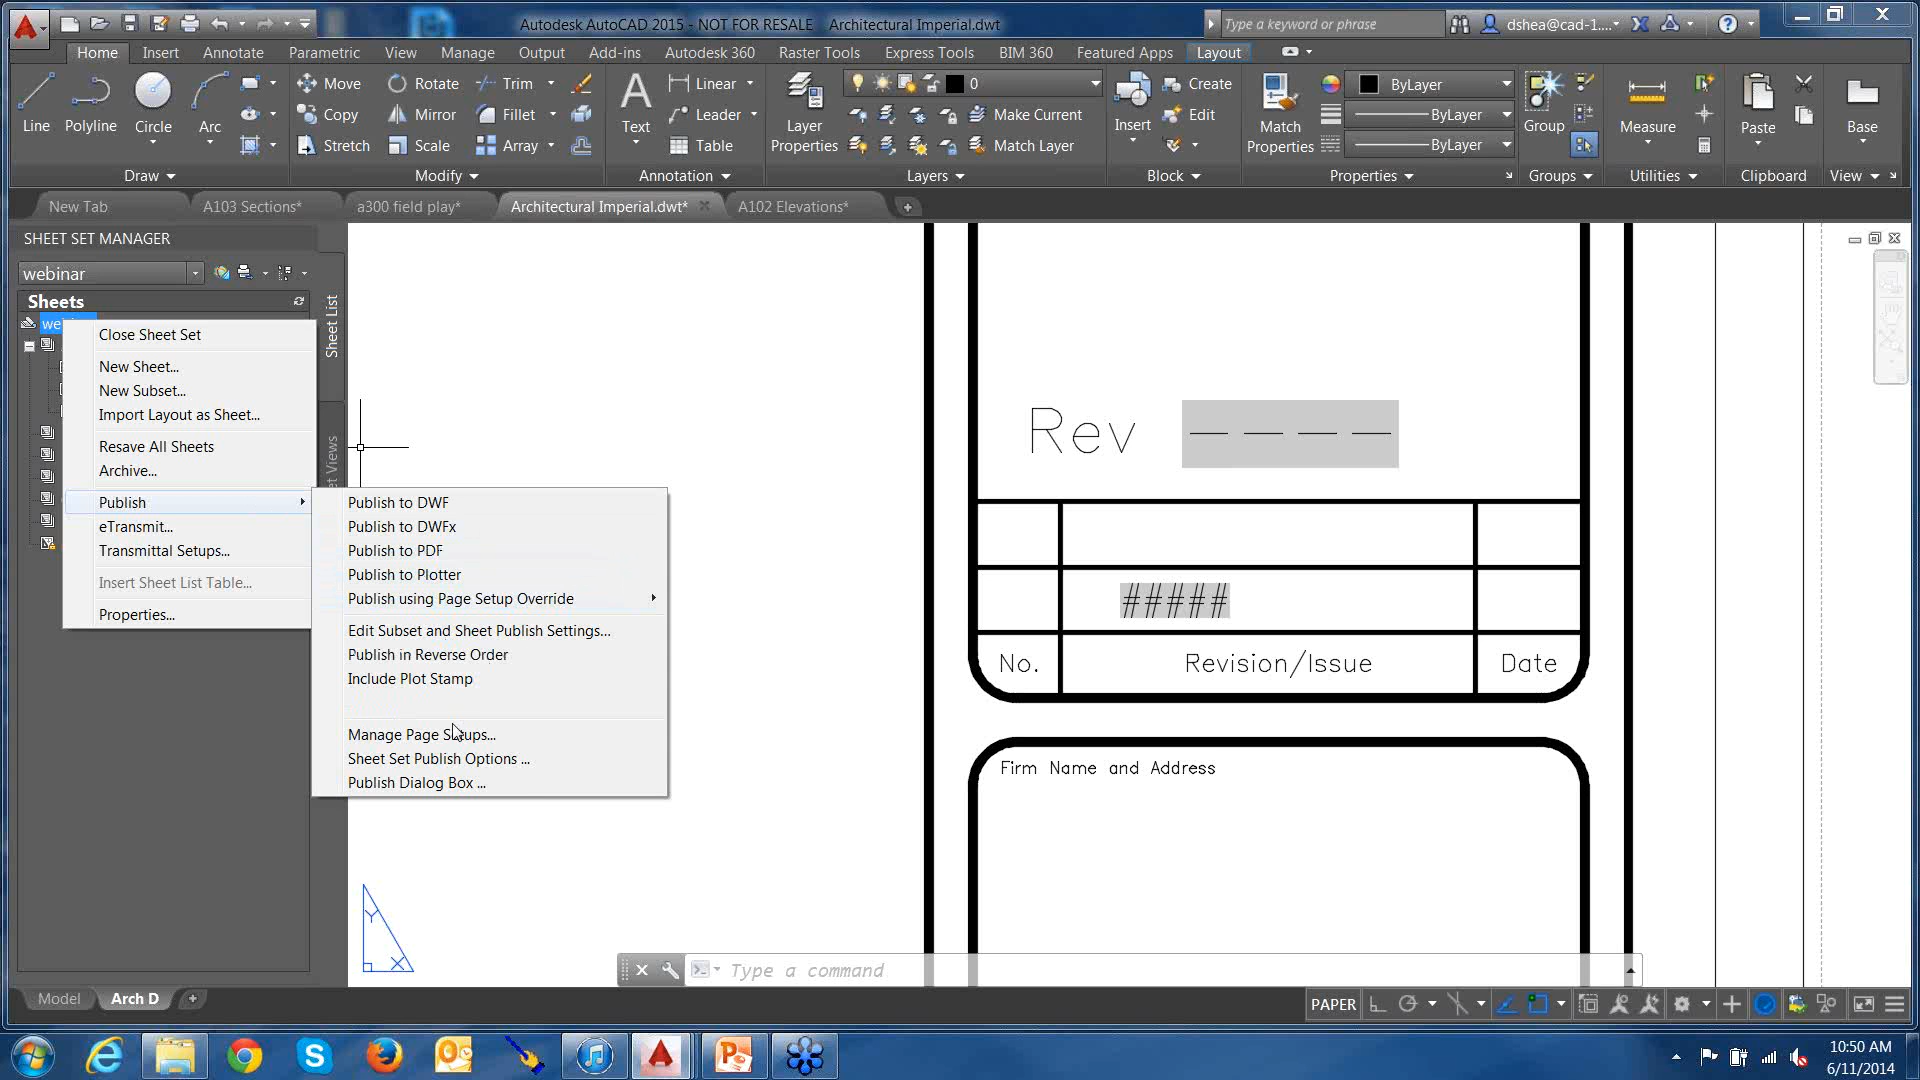 Autodesk AutoCAD 2015 - NOT FOR RESALE Architectural Imperial.dwt
Type a keyword or phrase
dshea@cad-1....
Home Insert Annotate Parametric View Manage Output Add-ins Autodesk 360 Raster Tools Express Tools BIM 360 Featured Apps Layout
Line Polyline Circle Arc
Move Rotate Trim
Copy Mirror Fillet
Stretch Scale Array
Text
Linear
Leader
Table
Layer Properties
0
Make Current
Match Layer
Insert
Create
Edit
Match Properties
ByLayer
ByLayer
ByLayer
Group
Measure
Paste
Base
Draw Modify Annotation Layers Block Properties Groups Utilities Clipboard View
New Tab A103 Sections* a300 field play* Architectural Imperial.dwt* A102 Elevations*
SHEET SET MANAGER
webinar
Sheets
Sheet List
Close Sheet Set
New Sheet...
New Subset...
Import Layout as Sheet...
Resave All Sheets
Archive...
Publish
eTransmit...
Transmittal Setups...
Insert Sheet List Table...
Properties...
Publish to DWF
Publish to DWFx
Publish to PDF
Publish to Plotter
Publish using Page Setup Override
Edit Subset and Sheet Publish Settings...
Publish in Reverse Order
Include Plot Stamp
Manage Page Setups...
Sheet Set Publish Options ...
Publish Dialog Box ...
Views
Rev ----
#####
No. Revision/Issue Date
Firm Name and Address
Y
X
Type a command
Model Arch D
PAPER
10:50 AM
6/11/2014